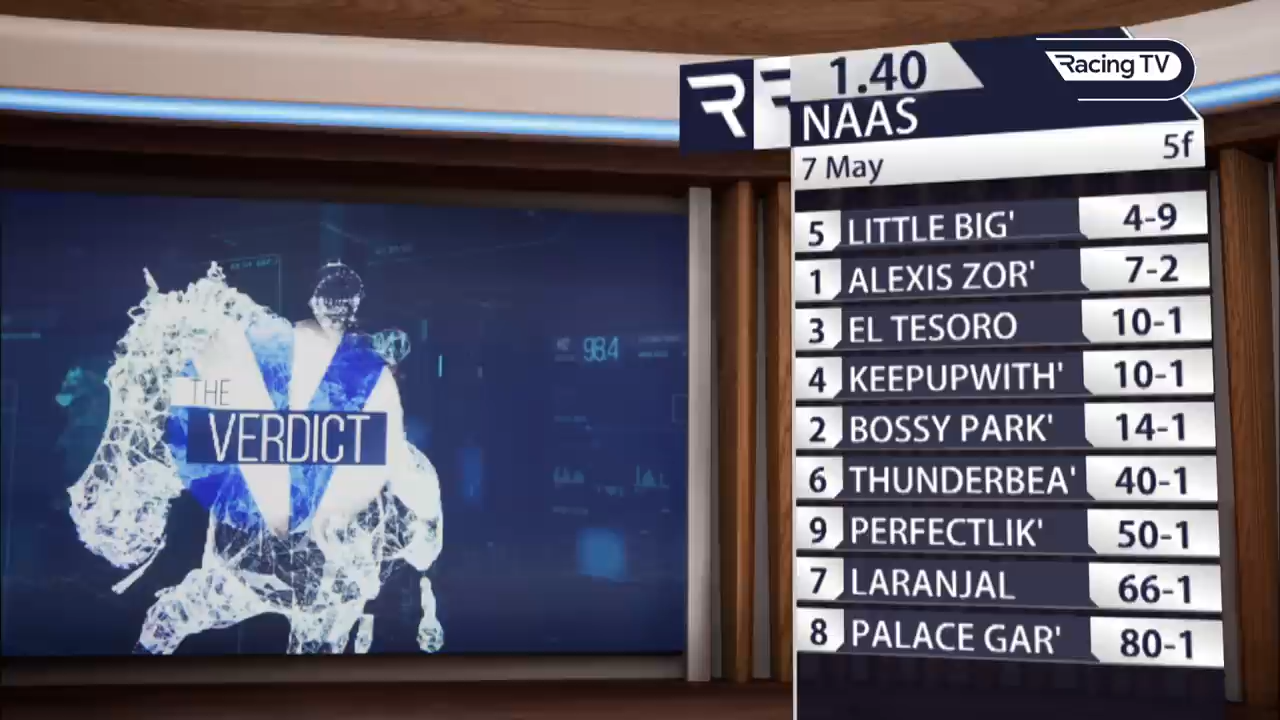 Racing TV
1.40
NAAS
7 May 5f
5 LITTLE BIG' 4-9
1 ALEXIS ZOR' 7-2
3 EL TESORO 10-1
4 KEEPUPWITH' 10-1
2 BOSSY PARK' 14-1
6 THUNDERBEA' 40-1
9 PERFECTLIK' 50-1
7 LARANJAL 66-1
8 PALACE GAR' 80-1
THE
VERDICT
98.4